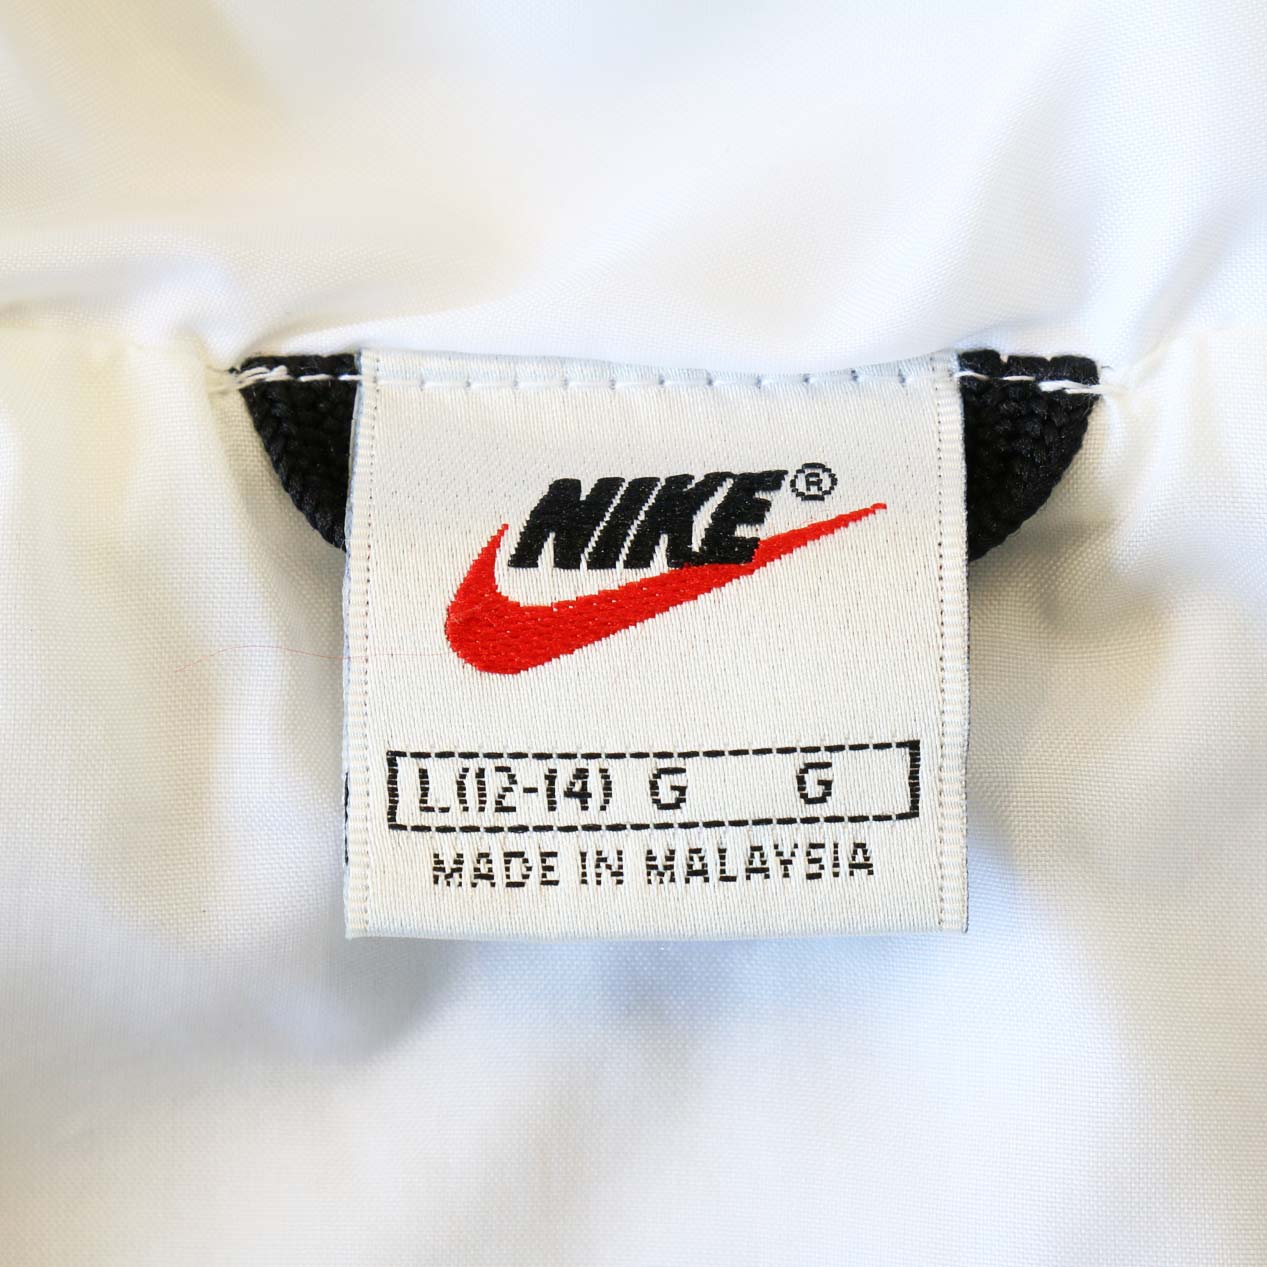 NIKE®
L(12-14) G G
MADE IN MALAYSIA